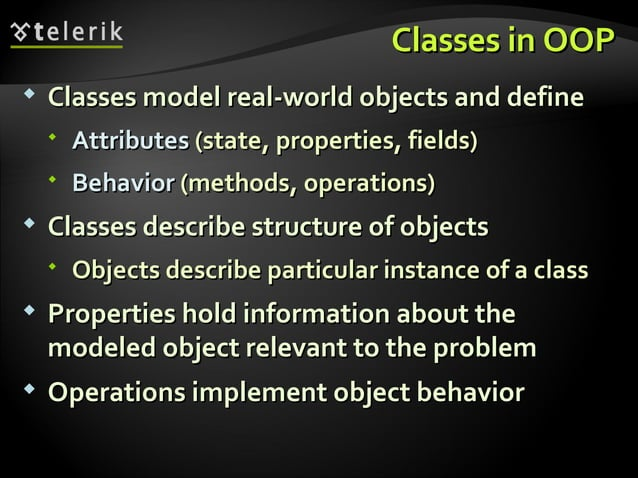 telerik
Classes in OOP
Classes model real-world objects and define
Attributes (state, properties, fields)
Behavior (methods, operations)
Classes describe structure of objects
Objects describe particular instance of a class
Properties hold information about the
modeled object relevant to the problem
Operations implement object behavior